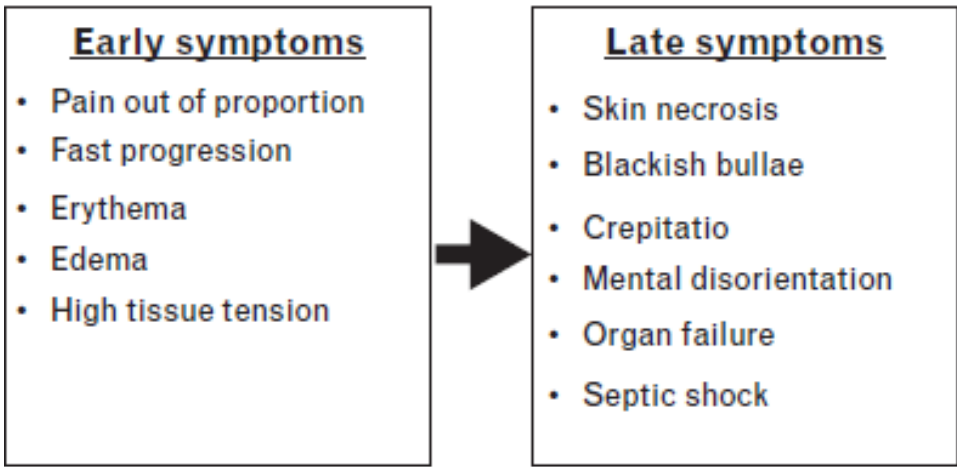 Early symptoms
• Pain out of proportion
• Fast progression
• Erythema
• Edema
• High tissue tension
Late symptoms
• Skin necrosis
• Blackish bullae
• Crepitatio
• Mental disorientation
• Organ failure
• Septic shock